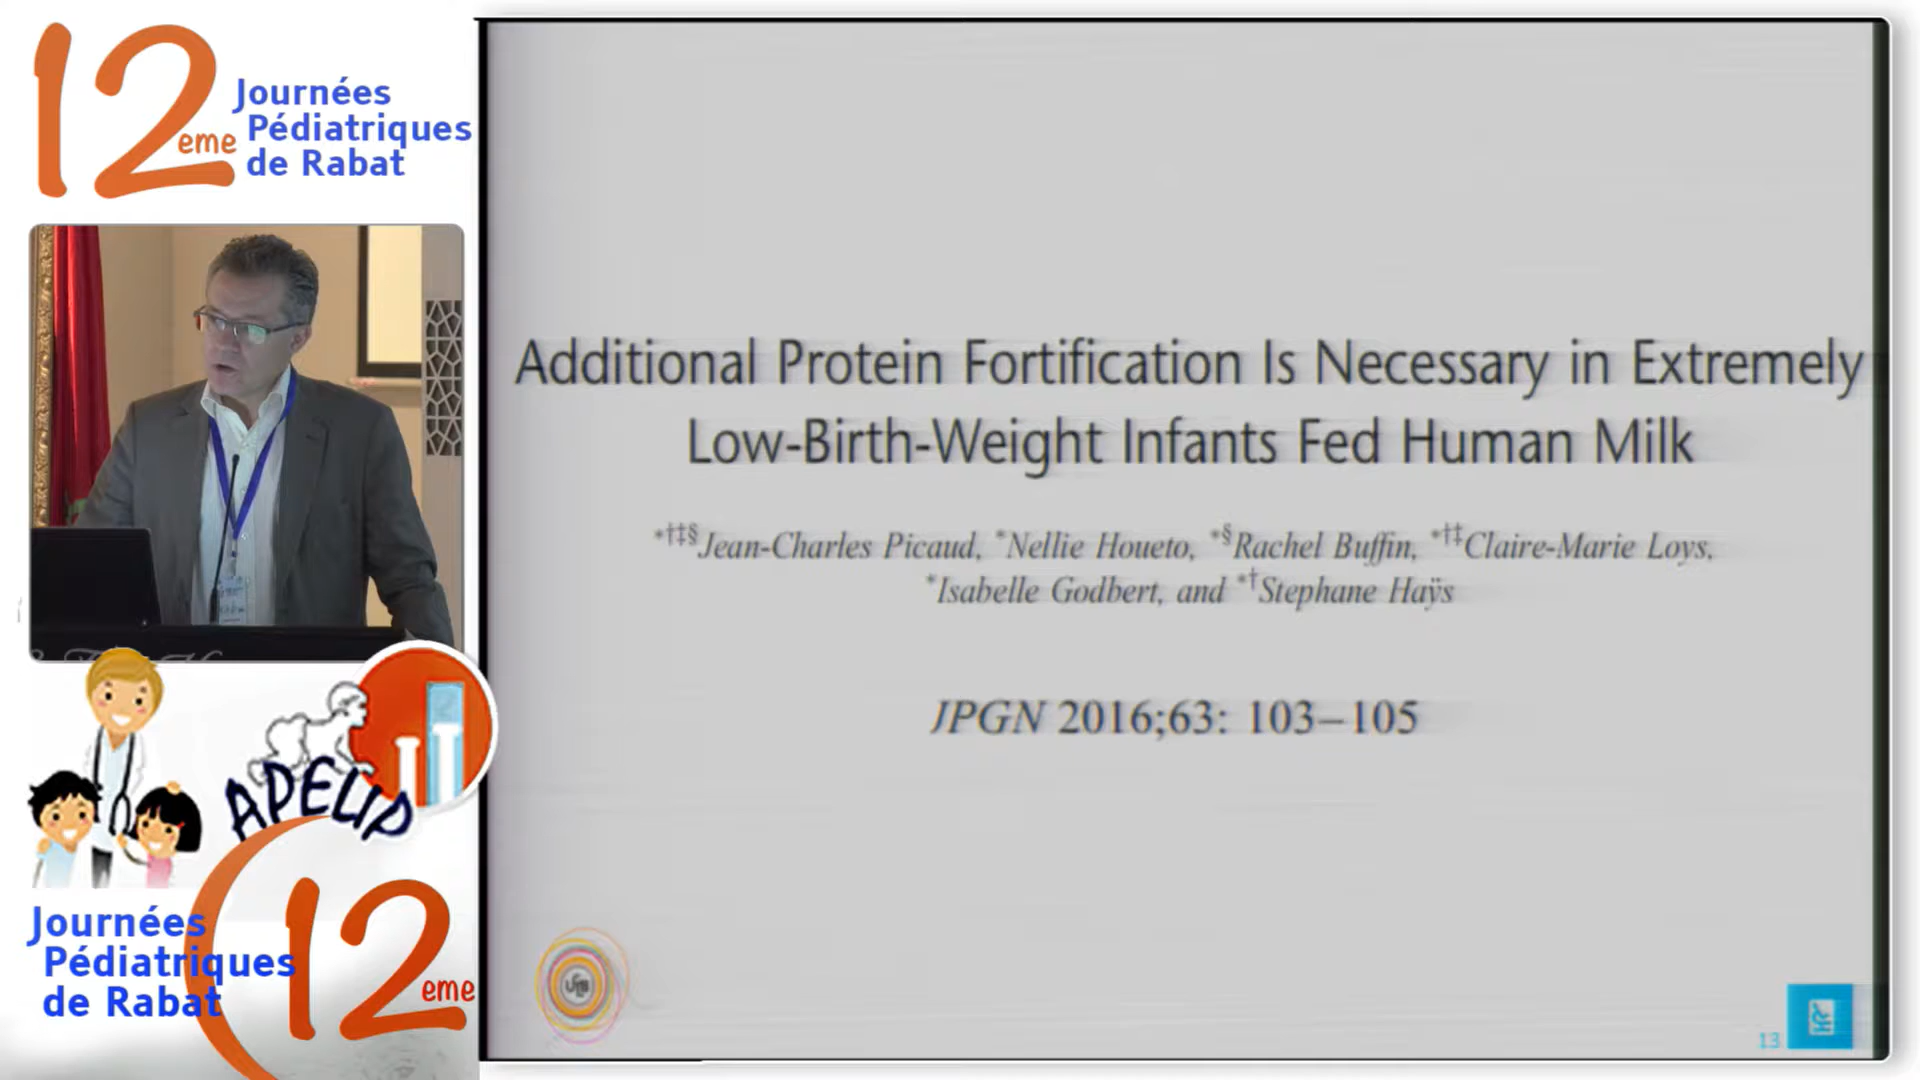 12 eme
Journées
Pédiatriques
de Rabat
Additional Protein Fortification Is Necessary in Extremely
Low-Birth-Weight Infants Fed Human Milk
*†‡§Jean-Charles Picaud, *Nellie Houeto, *§Rachel Buffin, *†‡Claire-Marie Loys,
*Isabelle Godbert, and *†Stephane Haÿs
JPGN 2016;63: 103–105
13
APELIP
Journées
Pédiatriques
de Rabat
12 eme